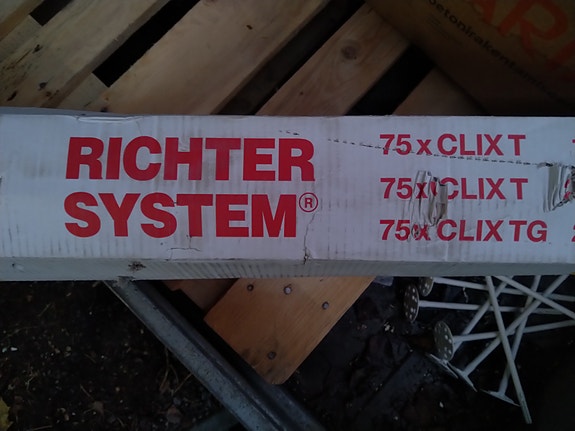 RICHTER
SYSTEM®
75 x CLIX T
75 x CLIX T
75 x CLIX TG